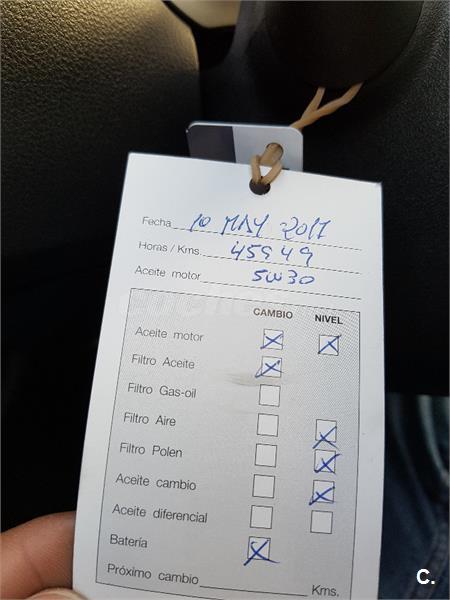 Fecha 10 MAY 2017
Horas / Kms. 45949
Aceite motor 5W30
CAMBIO NIVEL
Aceite motor
Filtro Aceite
Filtro Gas-oil
Filtro Aire
Filtro Polen
Aceite cambio
Aceite diferencial
Batería
Próximo cambio Kms.
C.